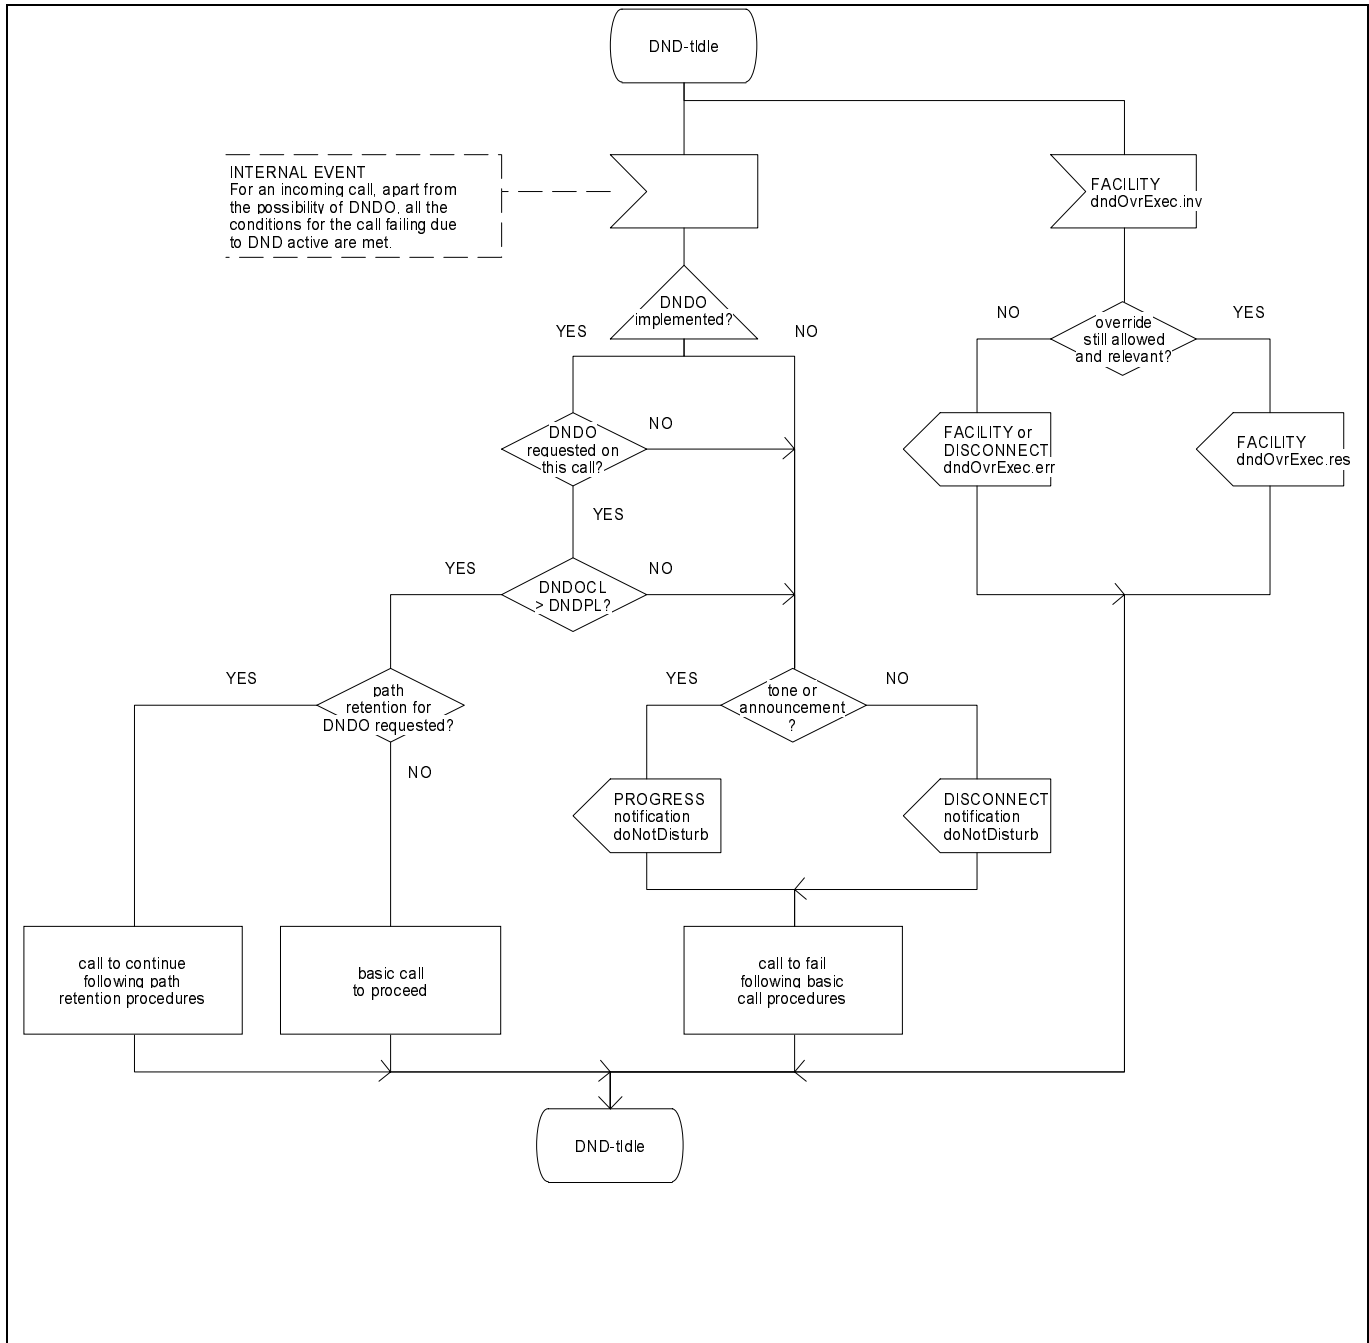 DND-tIdle
INTERNAL EVENT
For an incoming call, apart from
the possibility of DNDO, all the
conditions for the call failing due
to DND active are met.
FACILITY
dndOvrExec.inv
DNDO
implemented?
YES
NO
NO
override
still allowed
and relevant?
YES
DNDO
requested on
this call?
NO
YES
FACILITY or
DISCONNECT
dndOvrExec.err
FACILITY
dndOvrExec.res
YES
DNDOCL
> DNDPL?
NO
YES
path
retention for
DNDO requested?
NO
YES
tone or
announcement
?
NO
PROGRESS
notification
doNotDisturb
DISCONNECT
notification
doNotDisturb
call to continue
following path
retention procedures
basic call
to proceed
call to fail
following basic
call procedures
DND-tIdle